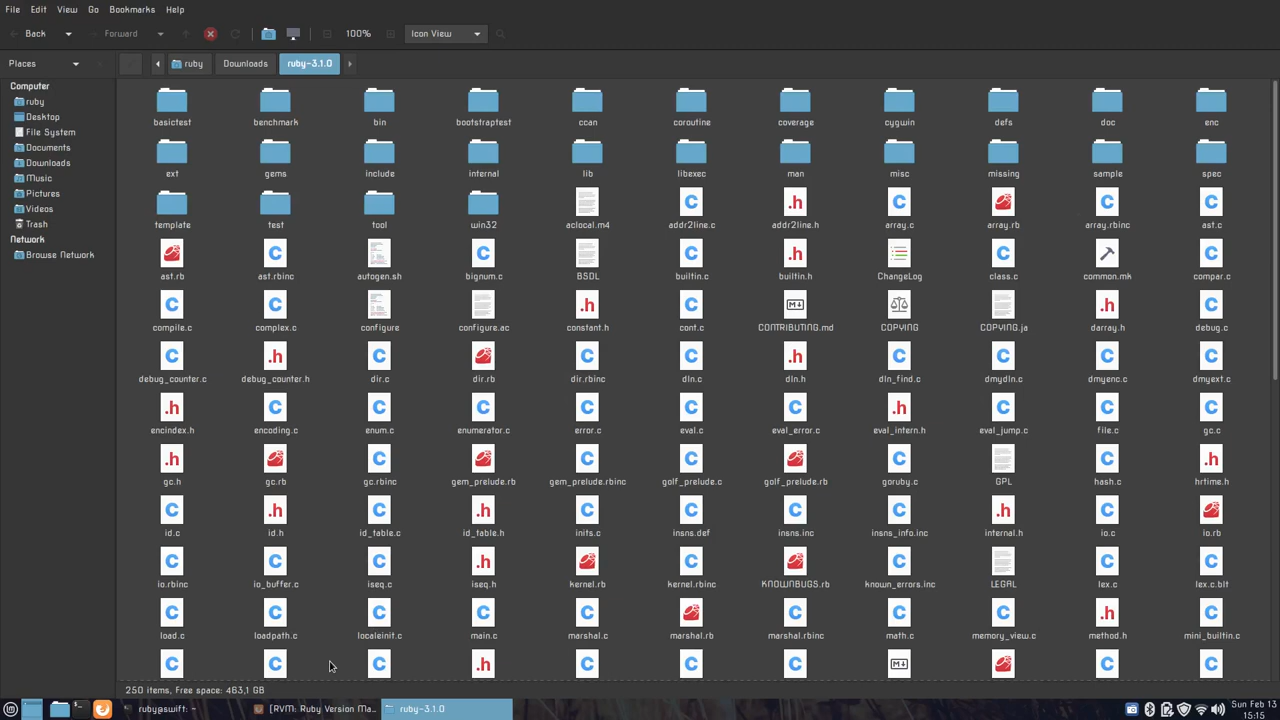 File Edit View Go Bookmarks Help
Back Forward 100% Icon View
Places ruby Downloads ruby-3.1.0
Computer
ruby
Desktop
File System
Documents
Downloads
Music
Pictures
Videos
Trash
Network
Browse Network
basictest benchmark bin bootstraptest ccan coroutine coverage cygwin defs doc enc
ext gems include internal lib libexec man misc missing sample spec
template test tool win32 aclocal.m4 addr2line.c addr2line.h array.c array.rb array.rbinc ast.c
ast.rb ast.rbinc autogen.sh bignum.c BSDL builtin.c builtin.h ChangeLog class.c common.mk compar.c
compile.c complex.c configure configure.ac constant.h cont.c CONTRIBUTING.md COPYING COPYING.ja darray.h debug.c
debug_counter.c debug_counter.h dir.c dir.rb dir.rbinc dln.c dln.h dln_find.c dmydln.c dmyenc.c dmyext.c
encindex.h encoding.c enum.c enumerator.c error.c eval.c eval_error.c eval_intern.h eval_jump.c file.c gc.c
gc.h gc.rb gc.rbinc gem_prelude.rb gem_prelude.rbinc golf_prelude.c golf_prelude.rb goruby.c GPL hash.c hrtime.h
id.c id.h id_table.c id_table.h inits.c insns.def insns.inc insns_info.inc internal.h io.c io.rb
io.rbinc io_buffer.c iseq.c iseq.h kernel.rb kernel.rbinc KNOWNBUGS.rb known_errors.inc LEGAL lex.c lex.c.blt
load.c loadpath.c localeinit.c main.c marshal.c marshal.rb marshal.rbinc math.c memory_view.c method.h mini_builtin.c
250 items, Free space: 463,1 GB
ruby@swift: ~ [RVM: Ruby Version Ma... ruby-3.1.0
Sun Feb 13
15:15